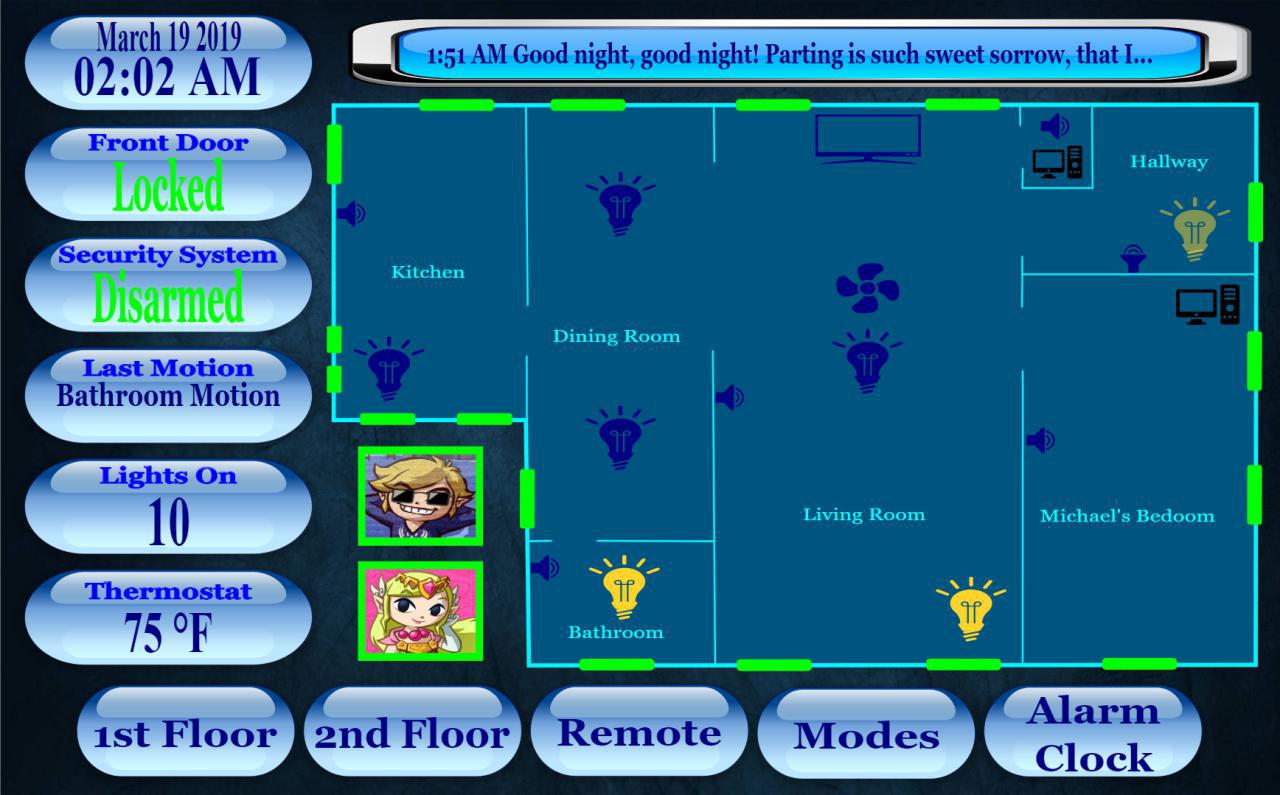 March 19 2019
02:02 AM
1:51 AM Good night, good night! Parting is such sweet sorrow, that I...
Front Door
Locked
Security System
Disarmed
Last Motion
Bathroom Motion
Lights On
10
Thermostat
75 °F
Hallway
Kitchen
Dining Room
Living Room
Michael's Bedoom
Bathroom
1st Floor
2nd Floor
Remote
Modes
Alarm
Clock